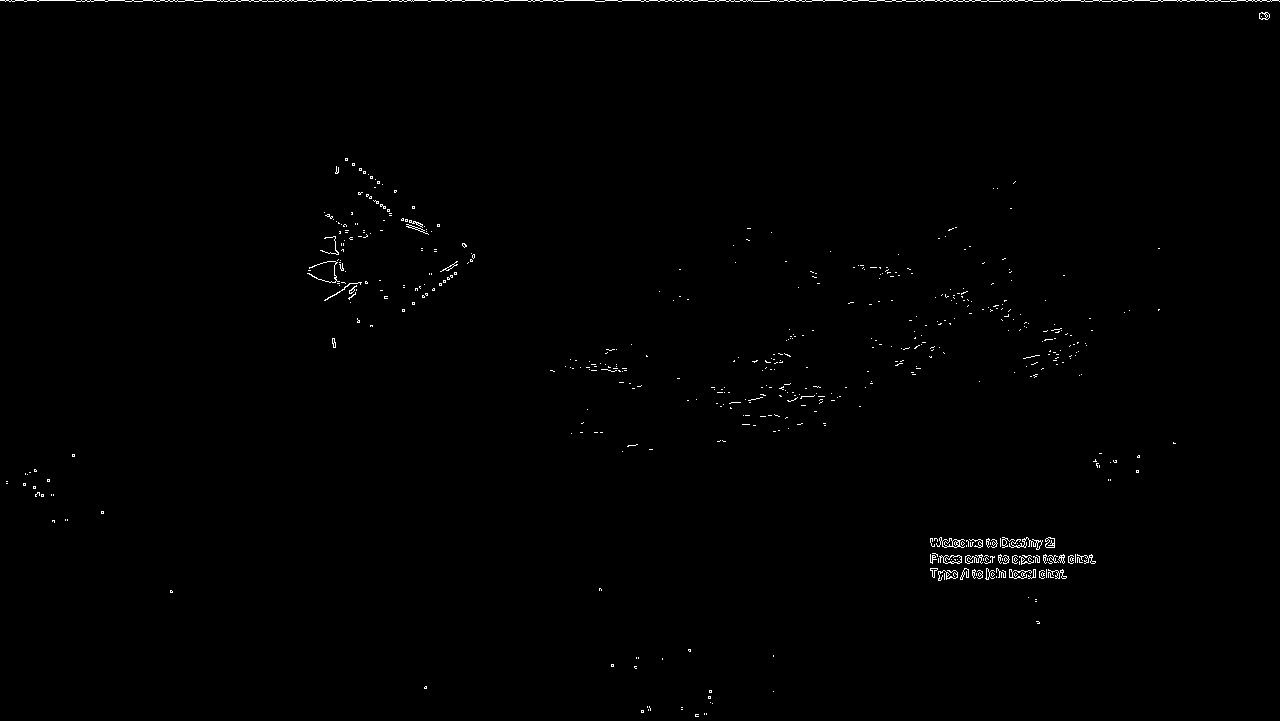 Welcome to Destiny 2!
Press enter to open text chat.
Type /l to join local chat.